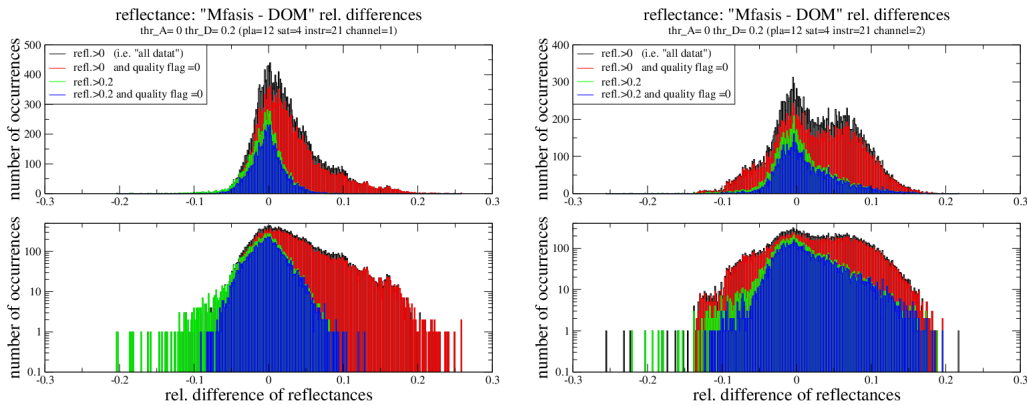 reflectance: "Mfasis - DOM" rel. differences
thr_A= 0 thr_D= 0.2 (pla=12 sat=4 instr=21 channel=1)
number of occurrences
500
400
300
200
100
0
refl.>0 (i.e. "all datat")
refl.>0 and quality flag =0
refl.>0.2
refl.>0.2 and quality flag =0
-0.3 -0.2 -0.1 0 0.1 0.2 0.3
number of occurrences
100
10
1
0.1
-0.3 -0.2 -0.1 0 0.1 0.2 0.3
rel. difference of reflectances
reflectance: "Mfasis - DOM" rel. differences
thr_A= 0 thr_D= 0.2 (pla=12 sat=4 instr=21 channel=2)
number of occurrences
400
300
200
100
0
refl.>0 (i.e. "all datat")
refl.>0 and quality flag =0
refl.>0.2
refl.>0.2 and quality flag =0
-0.3 -0.2 -0.1 0 0.1 0.2 0.3
number of occurrences
100
10
1
0.1
-0.3 -0.2 -0.1 0 0.1 0.2 0.3
rel. difference of reflectances